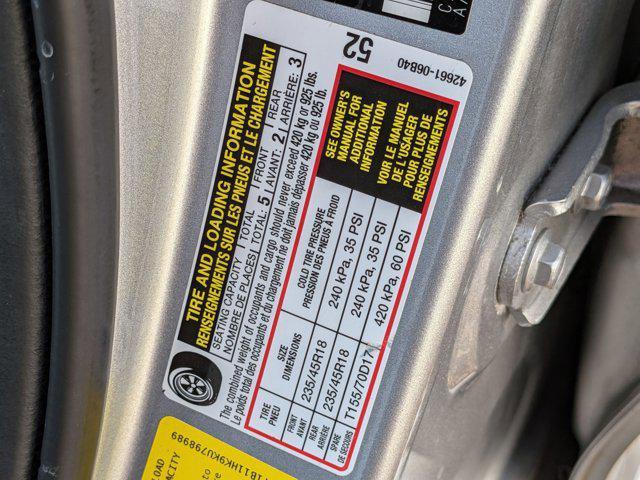 TIRE AND LOADING INFORMATION
RENSEIGNEMENTS SUR LES PNEUS ET LE CHARGEMENT
SEATING CAPACITY | TOTAL 5 | FRONT 2 | REAR 3
NOMBRE DE PLACES | TOTAL: 5 | AVANT: 2 | ARRIÈRE: 3
The combined weight of occupants and cargo should never exceed 420 kg or 925 lbs.
Le poids total des occupants et du chargement ne doit jamais dépasser 420 kg ou 925 lb.
TIRE SIZE COLD TIRE PRESSURE
PNEU DIMENSIONS PRESSION DES PNEUS À FROID
FRONT
AVANT 235/45R18 240 kPa, 35 PSI
REAR
ARRIÈRE 235/45R18 240 kPa, 35 PSI
SPARE
DE SECOURS T155/70D17 420 kPa, 60 PSI
SEE OWNER'S
MANUAL FOR
ADDITIONAL
INFORMATION
VOIR LE MANUEL
DE L'USAGER
POUR PLUS DE
RENSEIGNEMENTS
52
42661-06B40